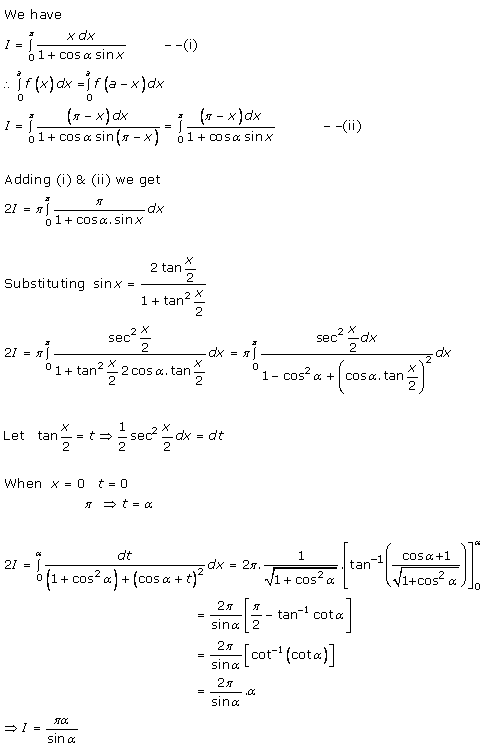 We have
I = ∫₀^π x dx / (1 + cos α sin x) – –(i)
∴ ∫₀^a f(x) dx = ∫₀^a f(a – x) dx
I = ∫₀^π (π – x) dx / (1 + cos α sin(π – x)) = ∫₀^π (π – x) dx / (1 + cos α sin x) – –(ii)
Adding (i) & (ii) we get
2I = π ∫₀^π π / (1 + cos α. sin x) dx
Substituting sin x = 2 tan x/2 / (1 + tan² x/2)
2I = π ∫₀^π sec² x/2 / (1 + tan² x/2 2 cos α. tan x/2) dx = π ∫₀^π sec² x/2 dx / (1 – cos² α + (cos α. tan x/2)²) dx
Let tan x/2 = t ⇒ 1/2 sec² x/2 dx = dt
When x = 0 t = 0
π ⇒ t = α
2I = ∫₀^α dt / ((1 + cos² α) + (cos α + t)²) dx = 2π. 1/√(1 + cos² α) . [tan⁻¹ ((cos α+1)/√(1+cos² α))]₀^α
= 2π/sin α [π/2 – tan⁻¹ cot α]
= 2π/sin α [cot⁻¹ (cot α)]
= 2π/sin α .α
⇒ I = πα/sin α